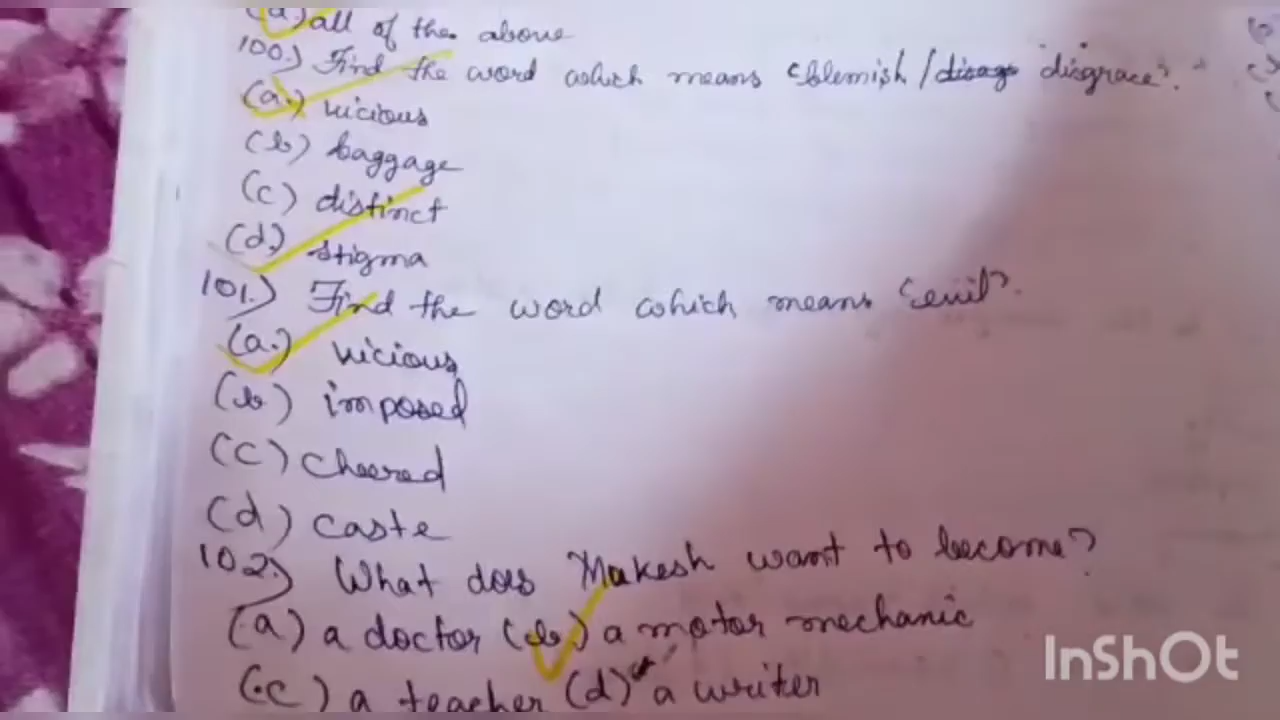 (d.) all of the above
100.) Find the word which means 'blemish / disgrace'.
(a.) vicious
(b) baggage
(c) distinct
(d.) stigma
101.) Find the word which means 'evil'.
(a.) vicious
(b) imposed
(c) cheered
(d) caste
102.) What does Mukesh want to become?
(a) a doctor (b.) a motor mechanic
(c) a teacher (d) a writer
InShOt